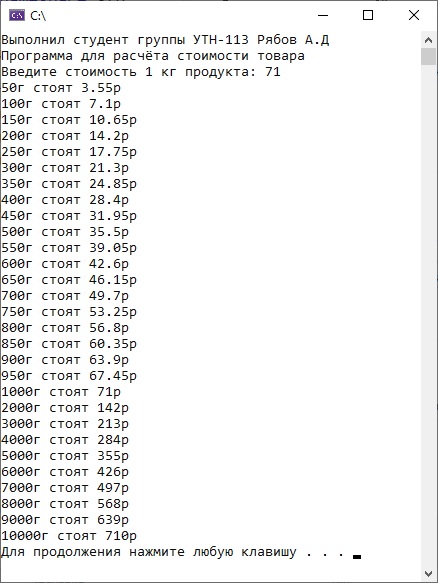 C:\
Выполнил студент группы УТН-113 Рябов А.Д
Программа для расчёта стоимости товара
Введите стоимость 1 кг продукта: 71
50г стоят 3.55р
100г стоят 7.1р
150г стоят 10.65р
200г стоят 14.2р
250г стоят 17.75р
300г стоят 21.3р
350г стоят 24.85р
400г стоят 28.4р
450г стоят 31.95р
500г стоят 35.5р
550г стоят 39.05р
600г стоят 42.6р
650г стоят 46.15р
700г стоят 49.7р
750г стоят 53.25р
800г стоят 56.8р
850г стоят 60.35р
900г стоят 63.9р
950г стоят 67.45р
1000г стоят 71р
2000г стоят 142р
3000г стоят 213р
4000г стоят 284р
5000г стоят 355р
6000г стоят 426р
7000г стоят 497р
8000г стоят 568р
9000г стоят 639р
10000г стоят 710р
Для продолжения нажмите любую клавишу . . .